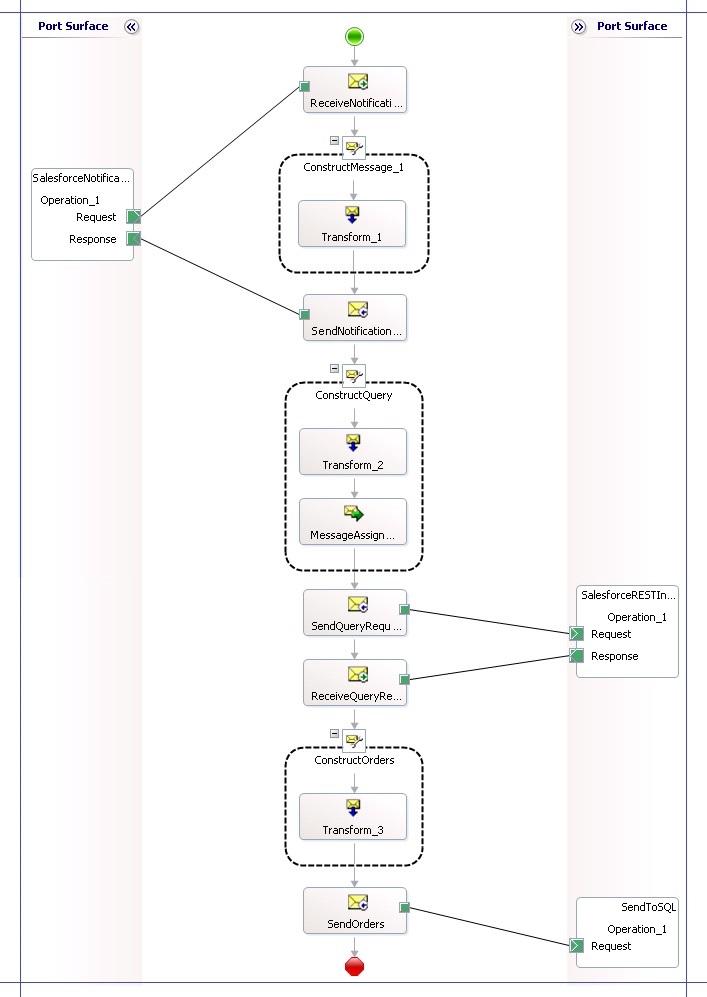 Port Surface
Port Surface
ReceiveNotificati ...
ConstructMessage_1
SalesforceNotifica...
Operation_1
Request
Response
Transform_1
SendNotification ...
ConstructQuery
Transform_2
MessageAssign ...
SendQueryRequ ...
SalesforceRESTIn...
Operation_1
Request
Response
ReceiveQueryRe...
ConstructOrders
Transform_3
SendOrders
SendToSQL
Operation_1
Request